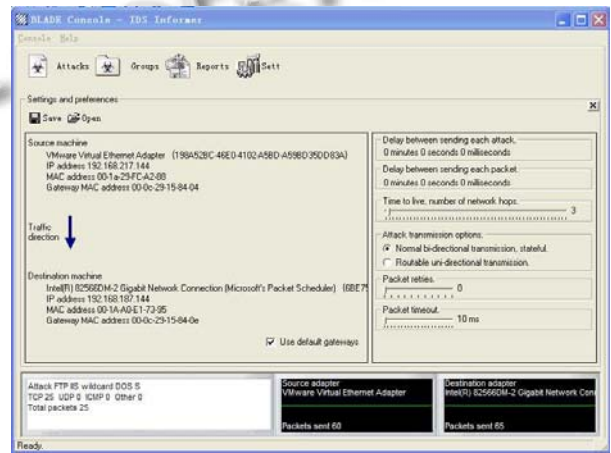 BLADE Console - IDS Informer
Console Help
Attacks Groups Reports Sett
Settings and preferences
Save Open
Source machine
VMware Virtual Ethernet Adapter (198A52BC-46E0-4102-A5BD-A59BD35DD83A)
IP address 192.168.217.144
MAC address 00-1a-29-FC-A2-88
Gateway MAC address 00-0c-29-15-84-04
Traffic
direction
Destination machine
Intel(R) 82566DM-2 Gigabit Network Connection (Microsoft's Packet Scheduler) (6BE75
IP address 192.168.187.144
MAC address 00-1A-A0-E1-73-95
Gateway MAC address 00-0c-29-15-84-0e
Use default gateways
Delay between sending each attack.
0 minutes 0 seconds 0 miliseconds
Delay between sending each packet.
0 minutes 0 seconds 0 miliseconds
Time to live, number of network hops.
3
Attack transmission options.
Normal bi-directional transmission, stateful.
Routable uni-directional transmission.
Packet retries.
0
Packet timeout.
10 ms
Attack FTP IIS wildcard DOS S
TCP 25 UDP 0 ICMP 0 Other 0
Total packets 25
Source adapter
VMware Virtual Ethernet Adapter
Packets sent 60
Destination adapter
Intel(R) 82566DM-2 Gigabit Network Conn
Packets sent 65
Ready.